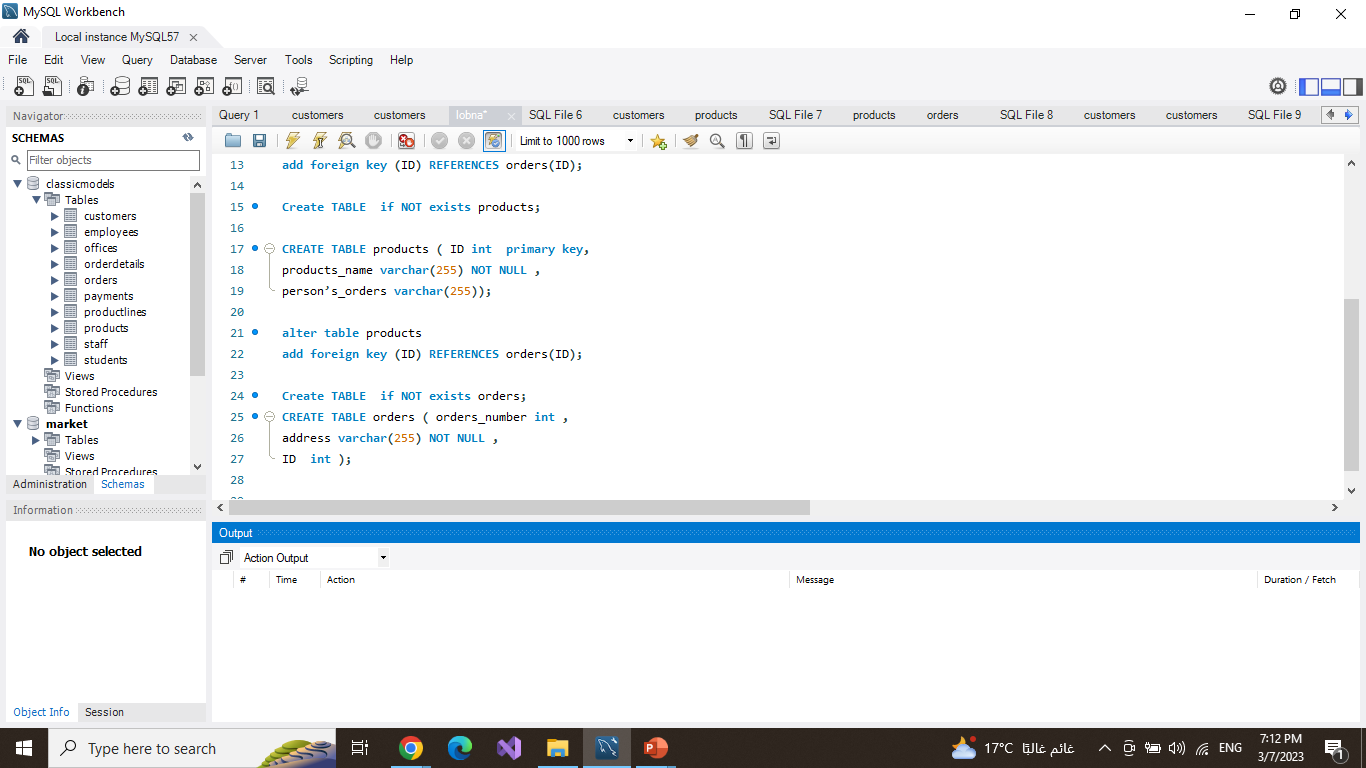 MySQL Workbench
Local instance MySQL57
File Edit View Query Database Server Tools Scripting Help
Navigator
SCHEMAS
Filter objects
classicmodels
Tables
customers
employees
offices
orderdetails
orders
payments
productlines
products
staff
students
Views
Stored Procedures
Functions
market
Tables
Views
Stored Procedures
Administration Schemas
Information
No object selected
Object Info Session
Query 1 customers customers lobna* SQL File 6 customers products SQL File 7 products orders SQL File 8 customers customers SQL File 9
Limit to 1000 rows
13 add foreign key (ID) REFERENCES orders(ID);
14
15 Create TABLE  if NOT exists products;
16
17 CREATE TABLE products ( ID int  primary key,
18 products_name varchar(255) NOT NULL ,
19 person’s_orders varchar(255));
20
21 alter table products
22 add foreign key (ID) REFERENCES orders(ID);
23
24 Create TABLE  if NOT exists orders;
25 CREATE TABLE orders ( orders_number int ,
26 address varchar(255) NOT NULL ,
27 ID  int );
28
Output
Action Output
# Time Action Message Duration / Fetch
Type here to search
17°C غائم غالبًا
ENG
7:12 PM
3/7/2023
1